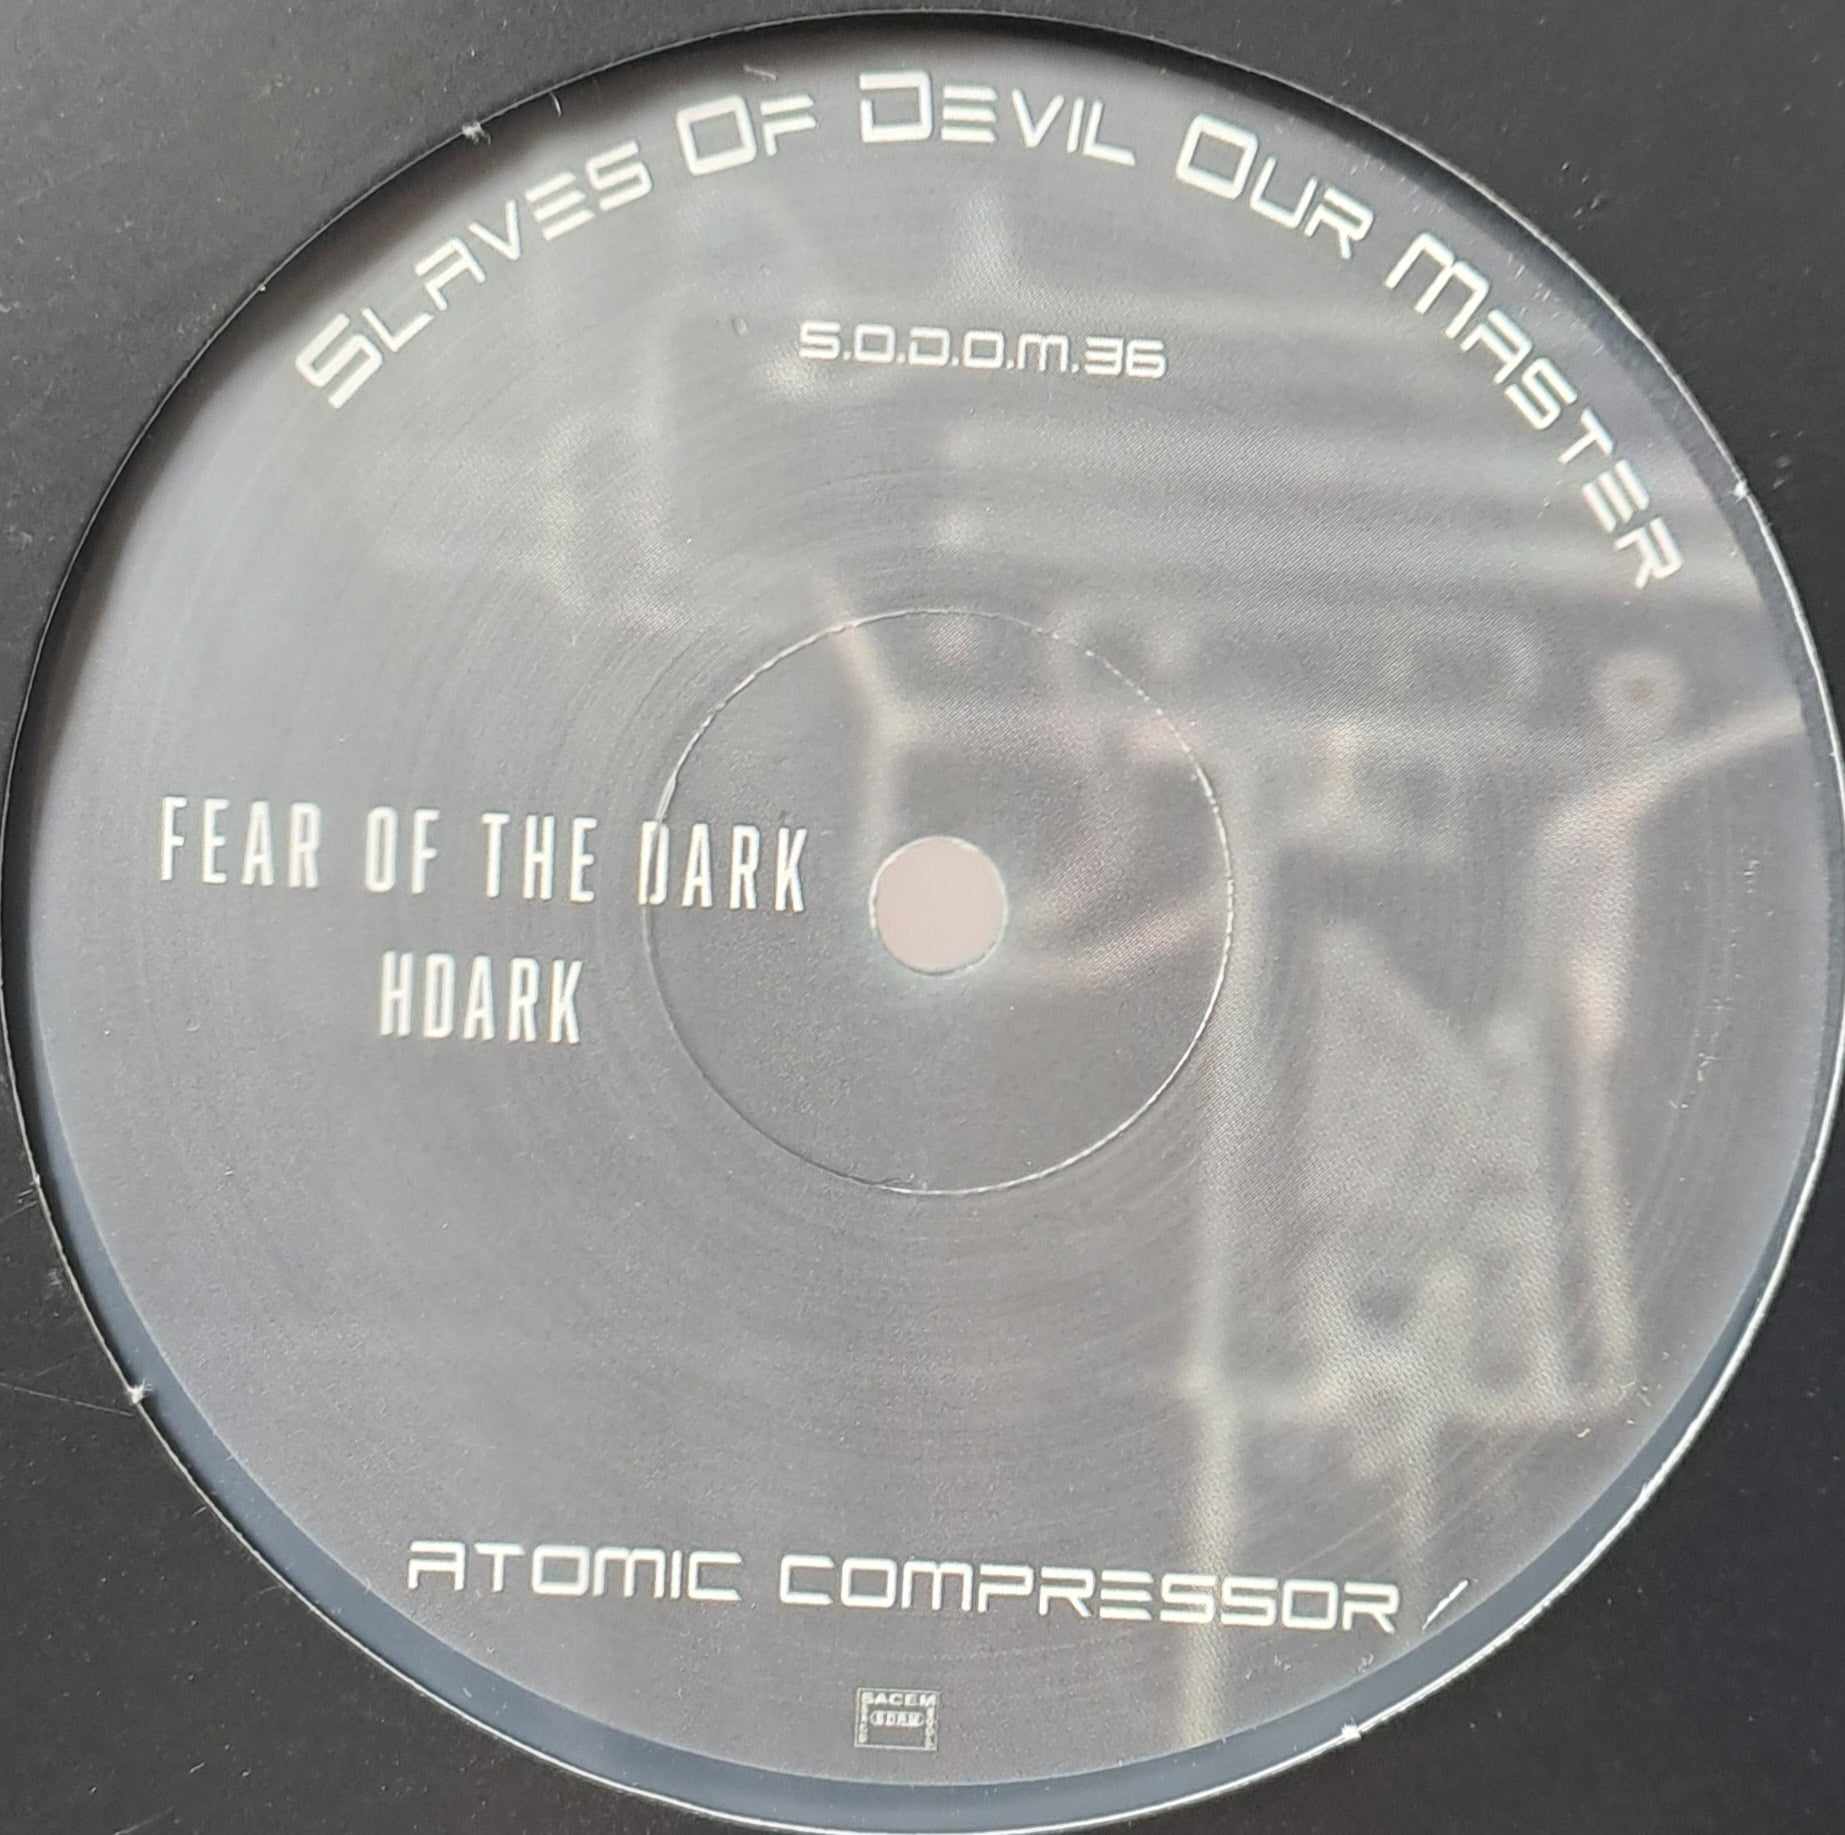 Slaves Of Devil Our Master
S.O.D.O.M.36
FEAR OF THE DARK
HDARK
ATOMIC COMPRESSOR
SACEM
SDRM